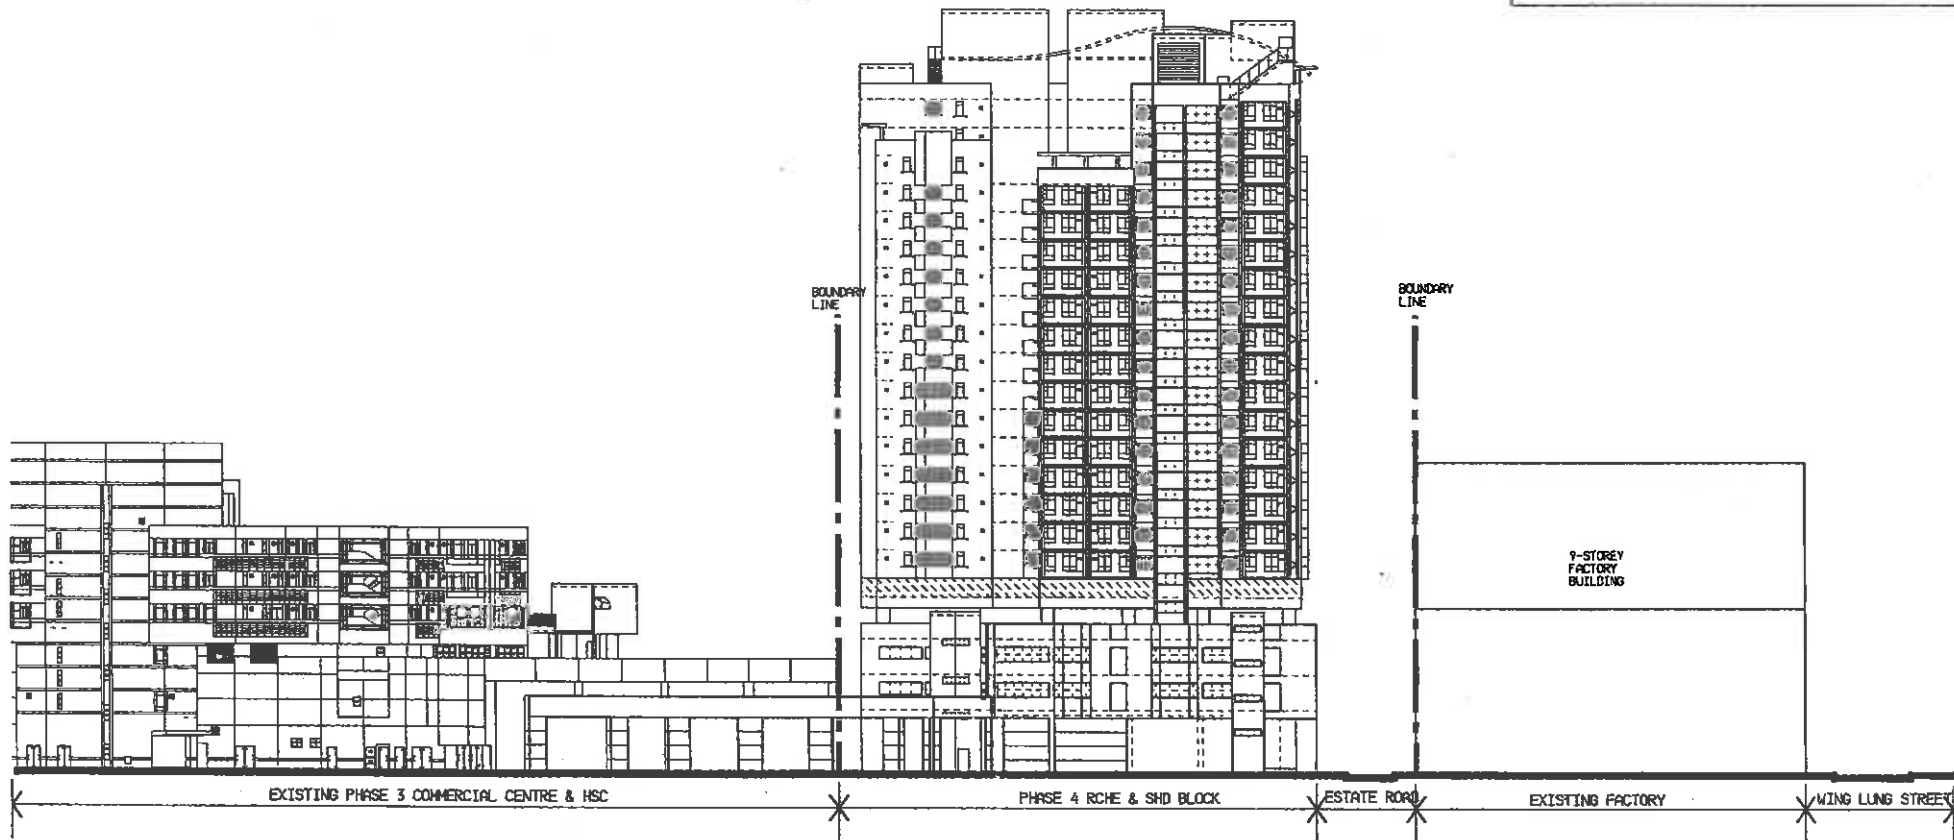 BOUNDARY
LINE
BOUNDARY
LINE
9-STOREY
FACTORY
BUILDING
EXISTING PHASE 3 COMMERCIAL CENTRE & HSC
PHASE 4 RCHE & SHD BLOCK
ESTATE ROAD
EXISTING FACTORY
WING LUNG STREET